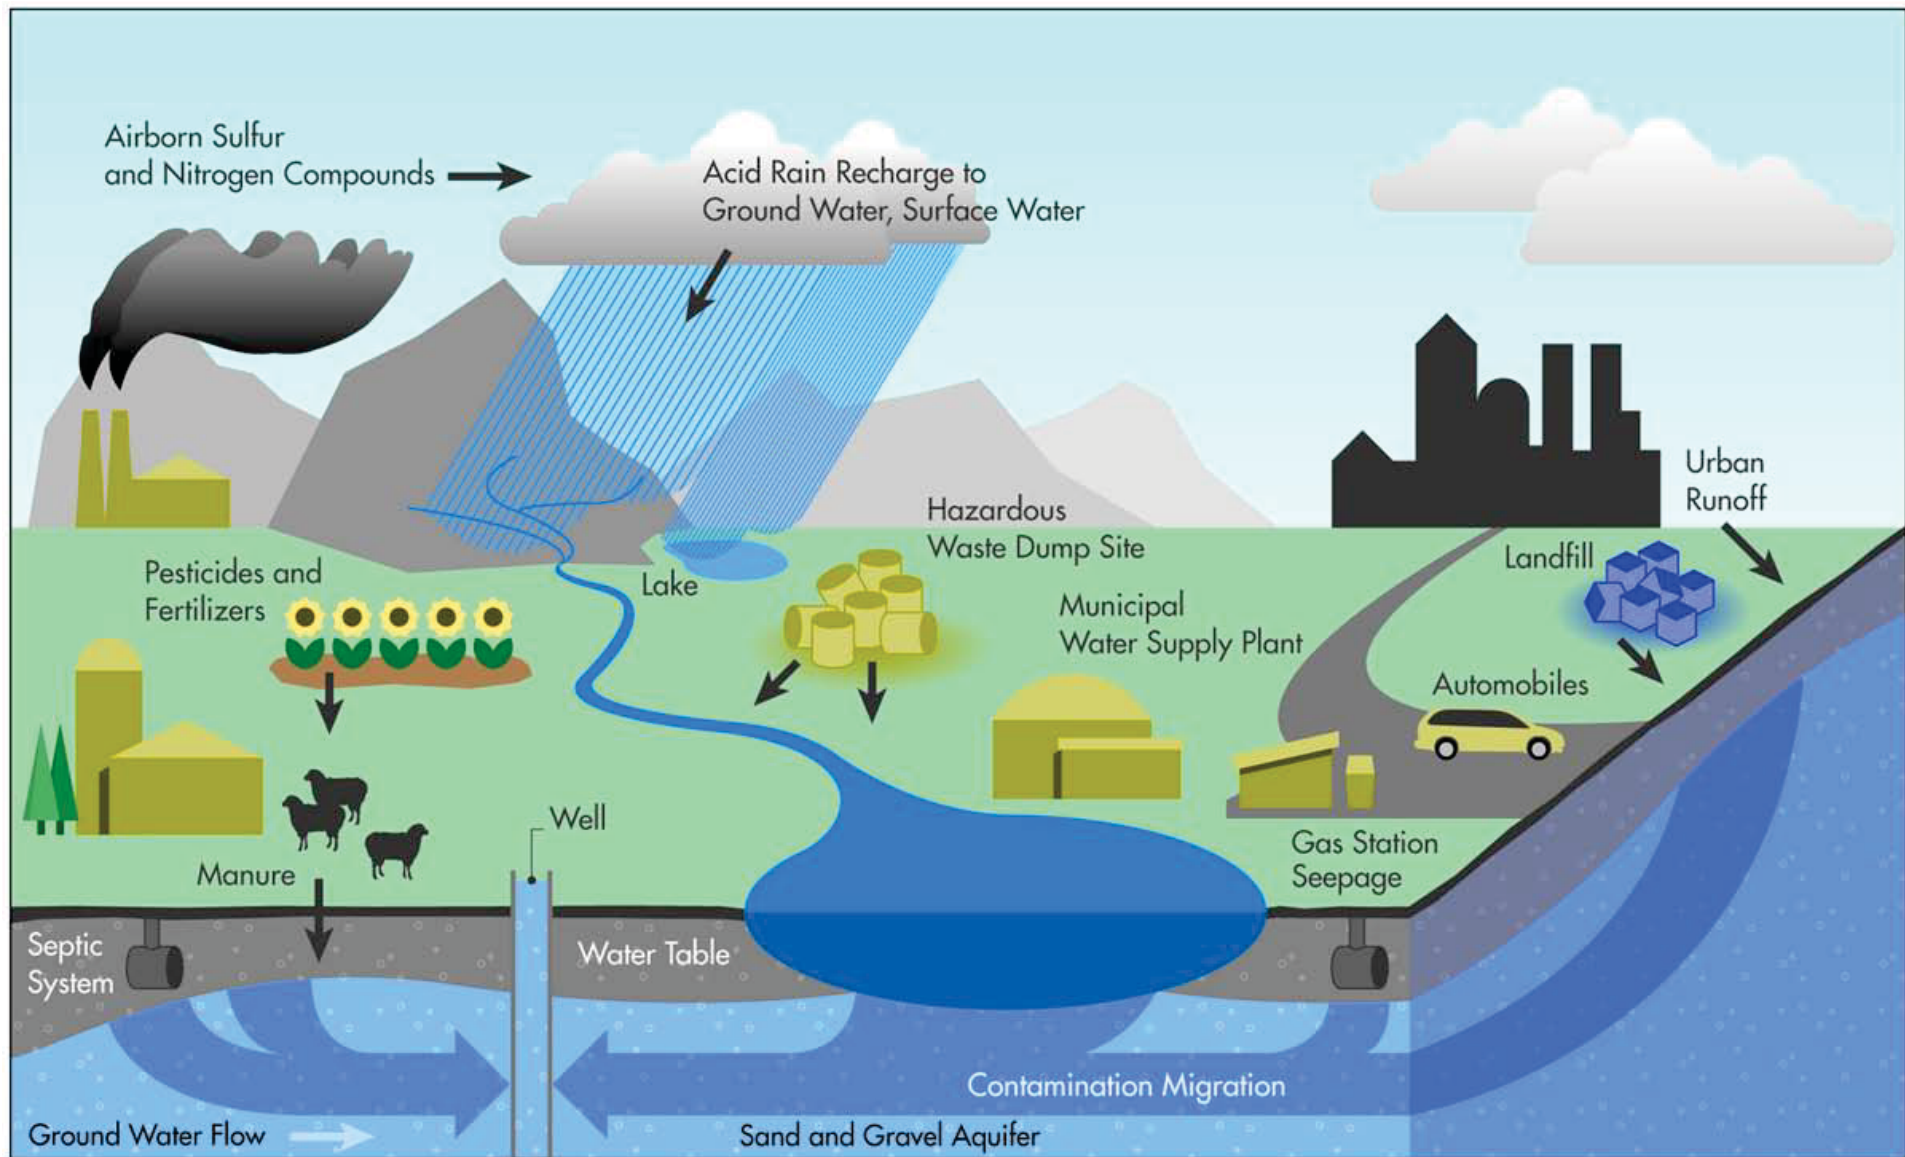 Airborn Sulfur
and Nitrogen Compounds
Acid Rain Recharge to
Ground Water, Surface Water
Urban
Runoff
Hazardous
Waste Dump Site
Landfill
Pesticides and
Fertilizers
Lake
Municipal
Water Supply Plant
Automobiles
Well
Gas Station
Seepage
Manure
Septic
System
Water Table
Contamination Migration
Ground Water Flow
Sand and Gravel Aquifer